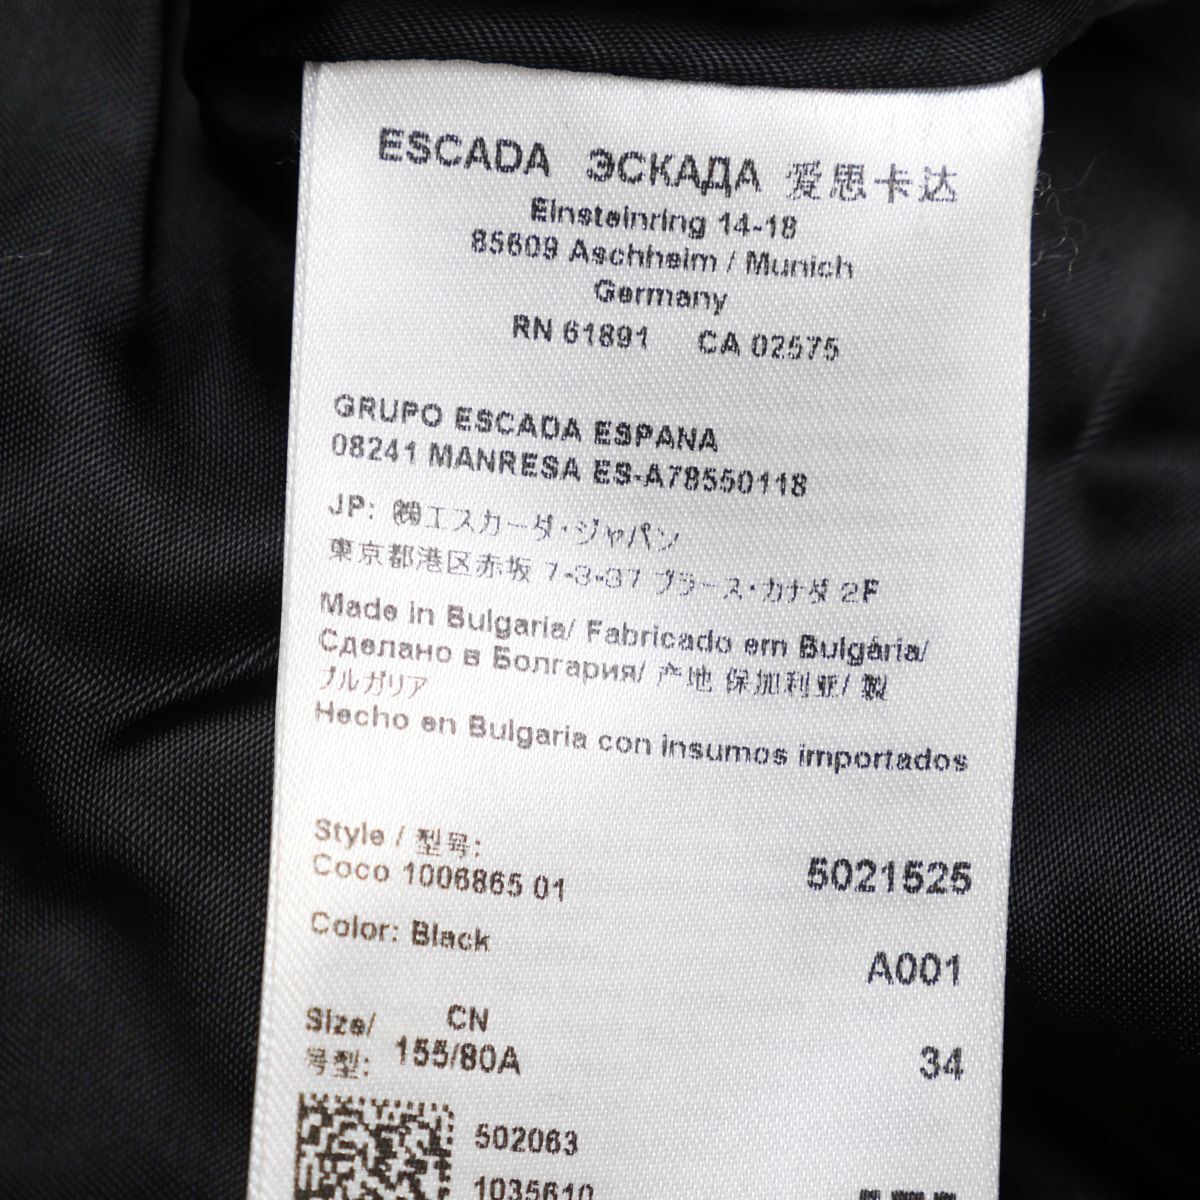 ESCADA ЭСКАДА 爱思卡达
Einsteinring 14-18
85609 Aschheim / Munich
Germany
RN 61891 CA 02575
GRUPO ESCADA ESPANA
08241 MANRESA ES-A78550118
JP: ㈱エスカーダ・ジャパン
東京都港区赤坂 7-3-37 プラース・カナダ 2F
Made in Bulgaria/ Fabricado em Bulgária/
Сделано в Болгария/ 产地 保加利亚/ 製
ブルガリア
Hecho en Bulgaria con insumos importados
Style / 型号:
Coco 1006865 01 5021525
Color: Black A001
Size/ CN
号型: 155/80A 34
502063
1035610